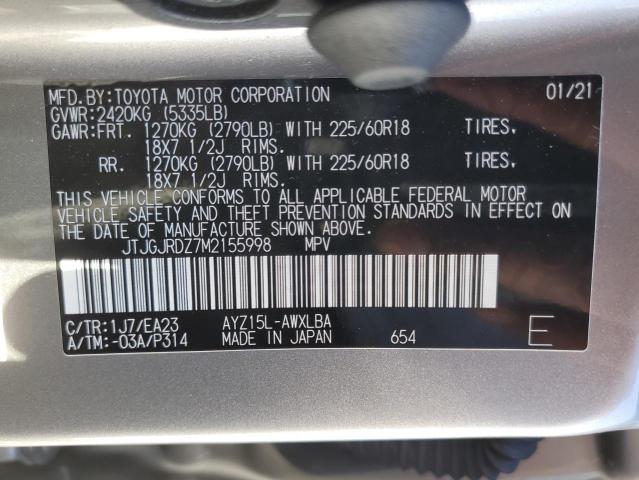 MFD.BY:TOYOTA MOTOR CORPORATION 01/21
GVWR:2420KG (5335LB)
GAWR:FRT. 1270KG (2790LB) WITH 225/60R18 TIRES.
18X7 1/2J RIMS.
RR. 1270KG (2790LB) WITH 225/60R18 TIRES.
18X7 1/2J RIMS.
THIS VEHICLE CONFORMS TO ALL APPLICABLE FEDERAL MOTOR
VEHICLE SAFETY AND THEFT PREVENTION STANDARDS IN EFFECT ON
THE DATE OF MANUFACTURE SHOWN ABOVE.
JTJGJRDZ7M2155998 MPV
C/TR:1J7/EA23 AYZ15L-AWXLBA
A/TM:-03A/P314 MADE IN JAPAN 654 E